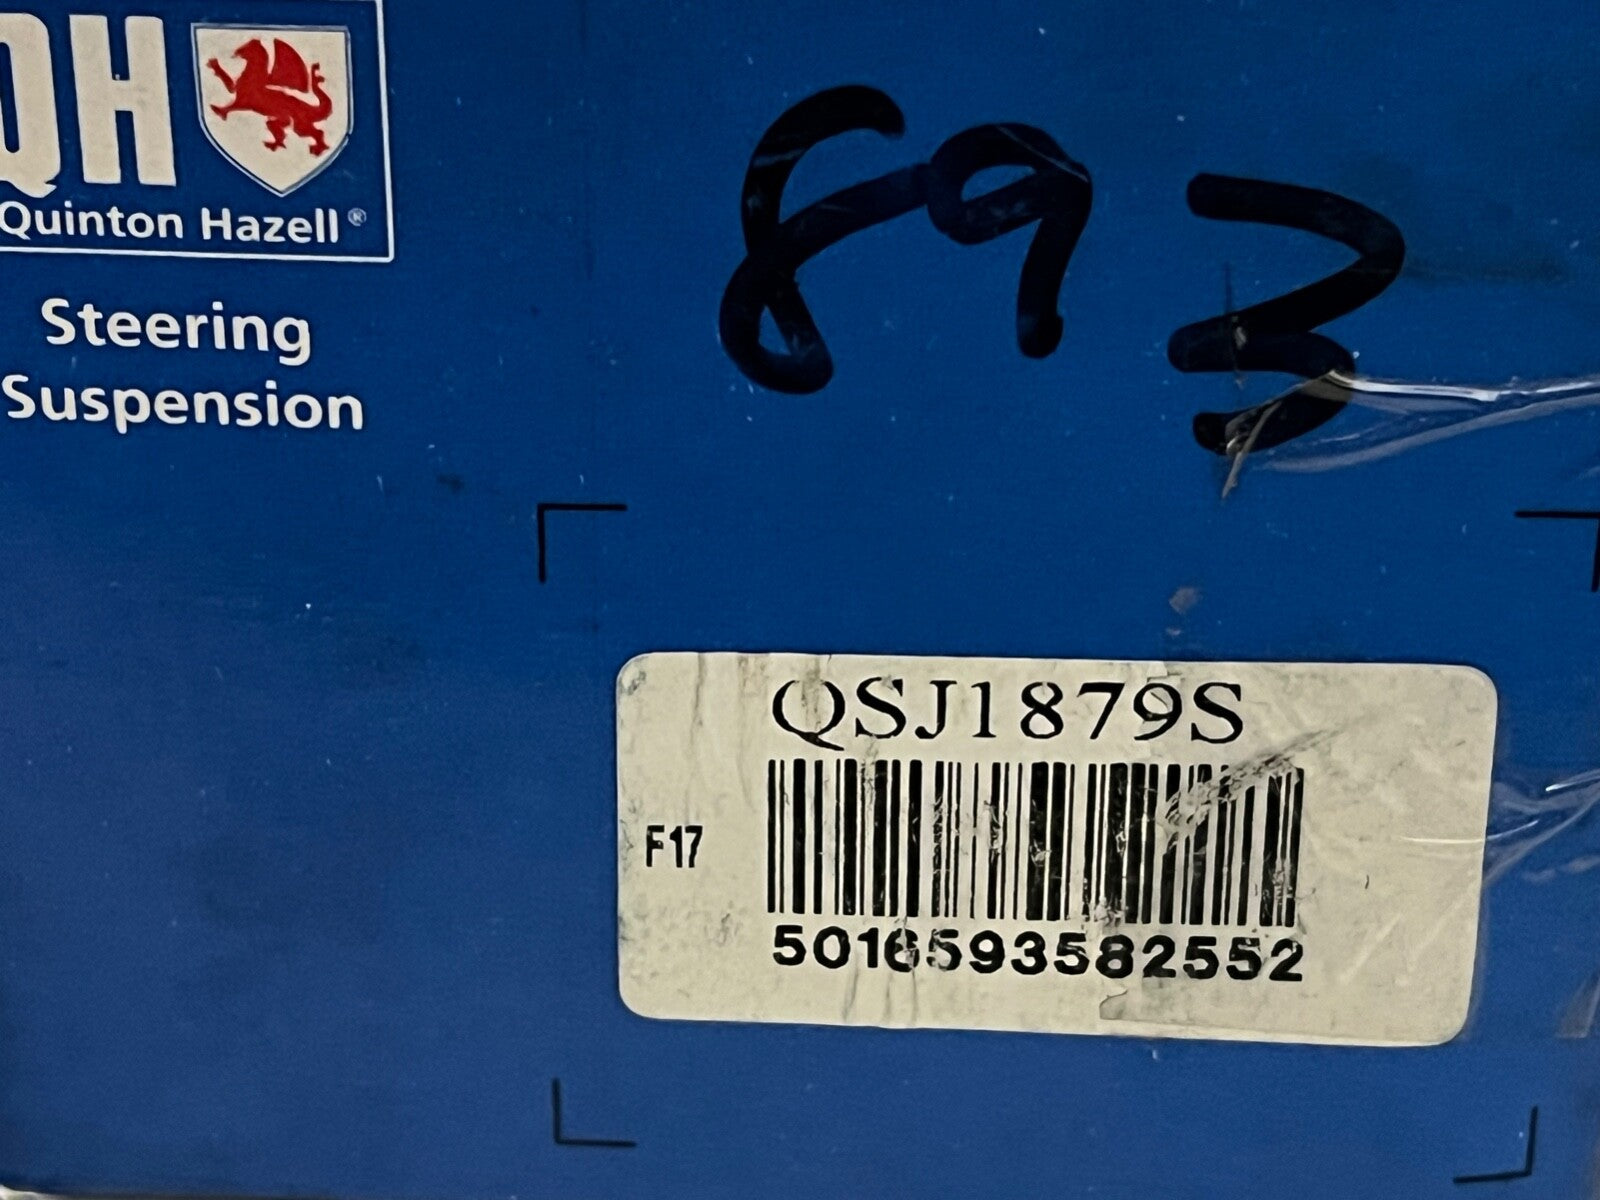 QH
Quinton Hazell®
Steering
Suspension
893
QSJ1879S
F17
5016593582552